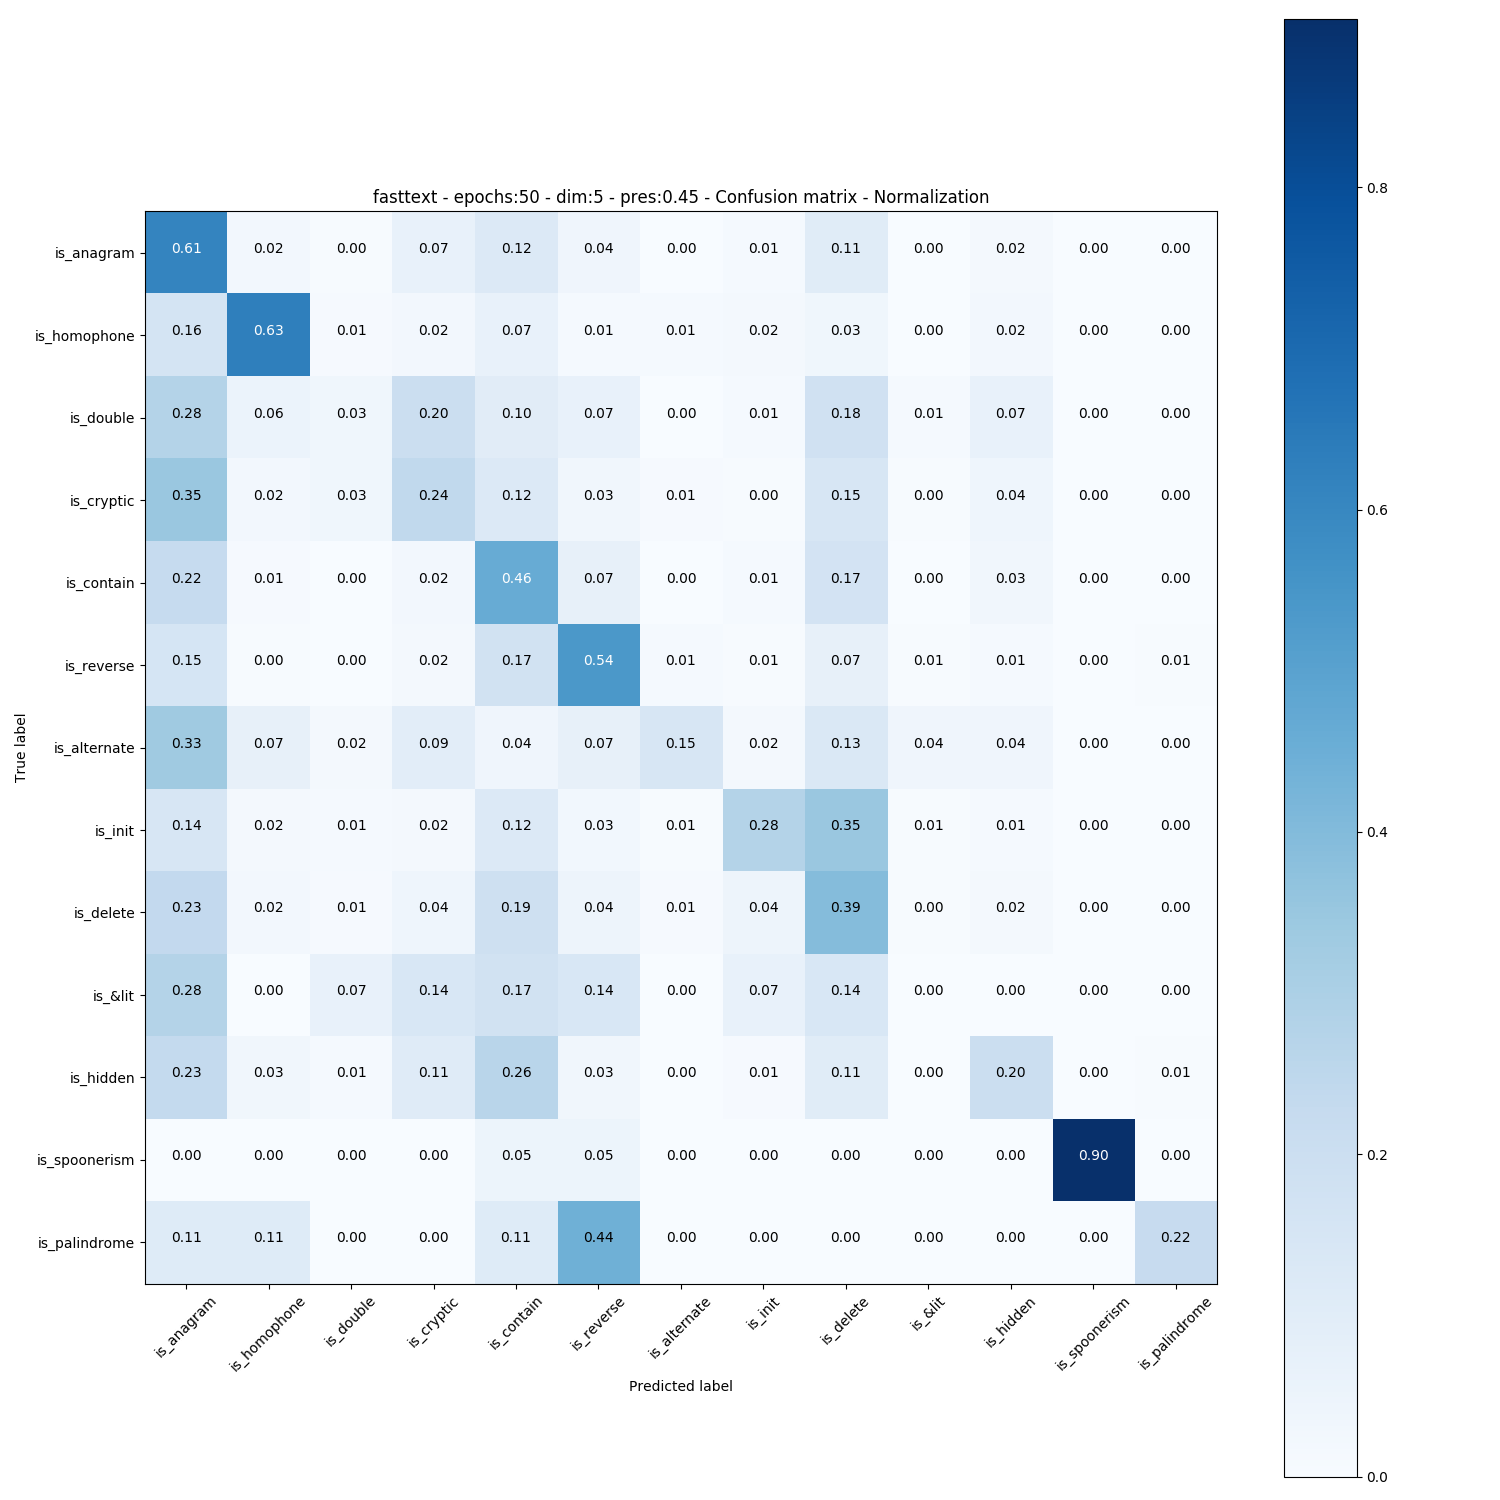 fasttext - epochs:50 - dim:5 - pres:0.45 - Confusion matrix - Normalization
is_anagram 0.61 0.02 0.00 0.07 0.12 0.04 0.00 0.01 0.11 0.00 0.02 0.00 0.00
is_homophone 0.16 0.63 0.01 0.02 0.07 0.01 0.01 0.02 0.03 0.00 0.02 0.00 0.00
is_double 0.28 0.06 0.03 0.20 0.10 0.07 0.00 0.01 0.18 0.01 0.07 0.00 0.00
is_cryptic 0.35 0.02 0.03 0.24 0.12 0.03 0.01 0.00 0.15 0.00 0.04 0.00 0.00
is_contain 0.22 0.01 0.00 0.02 0.46 0.07 0.00 0.01 0.17 0.00 0.03 0.00 0.00
is_reverse 0.15 0.00 0.00 0.02 0.17 0.54 0.01 0.01 0.07 0.01 0.01 0.00 0.01
is_alternate 0.33 0.07 0.02 0.09 0.04 0.07 0.15 0.02 0.13 0.04 0.04 0.00 0.00
is_init 0.14 0.02 0.01 0.02 0.12 0.03 0.01 0.28 0.35 0.01 0.01 0.00 0.00
is_delete 0.23 0.02 0.01 0.04 0.19 0.04 0.01 0.04 0.39 0.00 0.02 0.00 0.00
is_&lit 0.28 0.00 0.07 0.14 0.17 0.14 0.00 0.07 0.14 0.00 0.00 0.00 0.00
is_hidden 0.23 0.03 0.01 0.11 0.26 0.03 0.00 0.01 0.11 0.00 0.20 0.00 0.01
is_spoonerism 0.00 0.00 0.00 0.00 0.05 0.05 0.00 0.00 0.00 0.00 0.00 0.90 0.00
is_palindrome 0.11 0.11 0.00 0.00 0.11 0.44 0.00 0.00 0.00 0.00 0.00 0.00 0.22
True label
is_anagram is_homophone is_double is_cryptic is_contain is_reverse is_alternate is_init is_delete is_&lit is_hidden is_spoonerism is_palindrome
Predicted label
0.8
0.6
0.4
0.2
0.0